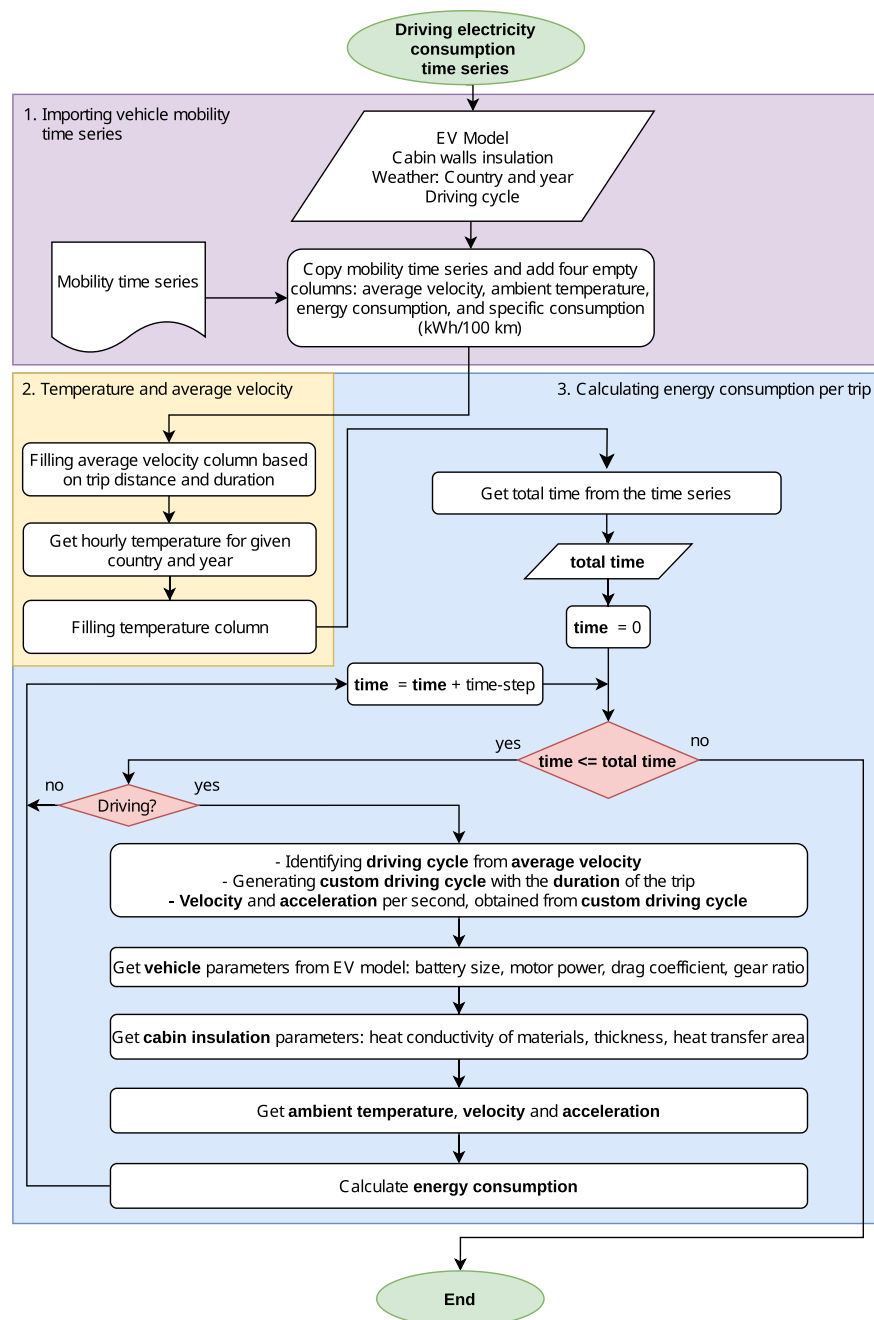 Driving electricity
consumption
time series
1. Importing vehicle mobility
time series
EV Model
Cabin walls insulation
Weather: Country and year
Driving cycle
Mobility time series
Copy mobility time series and add four empty
columns: average velocity, ambient temperature,
energy consumption, and specific consumption
(kWh/100 km)
2. Temperature and average velocity
3. Calculating energy consumption per trip
Filling average velocity column based
on trip distance and duration
Get total time from the time series
Get hourly temperature for given
country and year
total time
Filling temperature column
time = 0
time = time + time-step
yes
no
time <= total time
no
yes
Driving?
- Identifying driving cycle from average velocity
- Generating custom driving cycle with the duration of the trip
- Velocity and acceleration per second, obtained from custom driving cycle
Get vehicle parameters from EV model: battery size, motor power, drag coefficient, gear ratio
Get cabin insulation parameters: heat conductivity of materials, thickness, heat transfer area
Get ambient temperature, velocity and acceleration
Calculate energy consumption
End